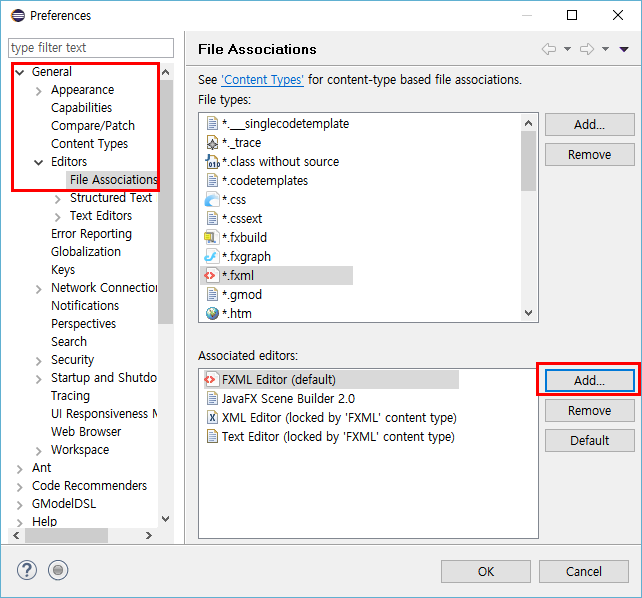 Preferences
type filter text
General
Appearance
Capabilities
Compare/Patch
Content Types
Editors
File Associations
Structured Text
Text Editors
Error Reporting
Globalization
Keys
Network Connection
Notifications
Perspectives
Search
Security
Startup and Shutdo
Tracing
UI Responsiveness M
Web Browser
Workspace
Ant
Code Recommenders
GModelDSL
Help
File Associations
See 'Content Types' for content-type based file associations.
File types:
*.___singlecodetemplate
*._trace
*.class without source
*.codetemplates
*.css
*.cssext
*.fxbuild
*.fxgraph
*.fxml
*.gmod
*.htm
Add...
Remove
Associated editors:
FXML Editor (default)
JavaFX Scene Builder 2.0
XML Editor (locked by 'FXML' content type)
Text Editor (locked by 'FXML' content type)
Add...
Remove
Default
OK
Cancel